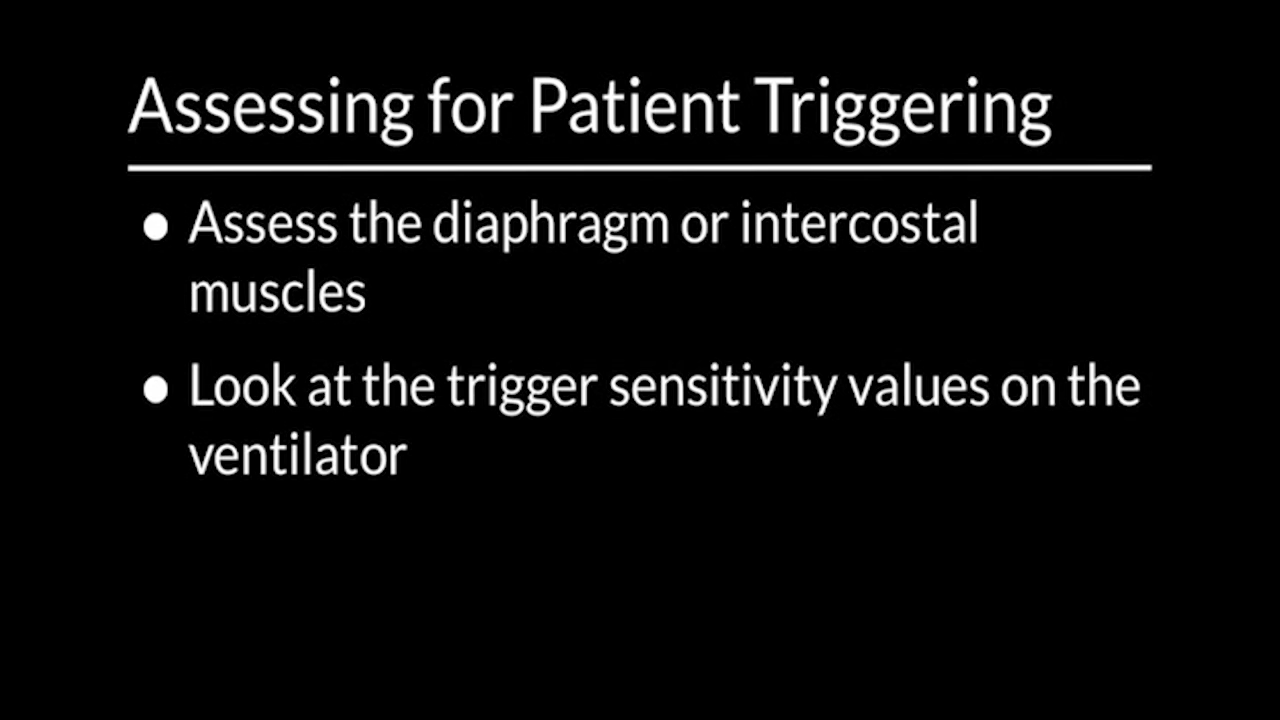 Assessing for Patient Triggering
● Assess the diaphragm or intercostal
muscles
● Look at the trigger sensitivity values on the
ventilator